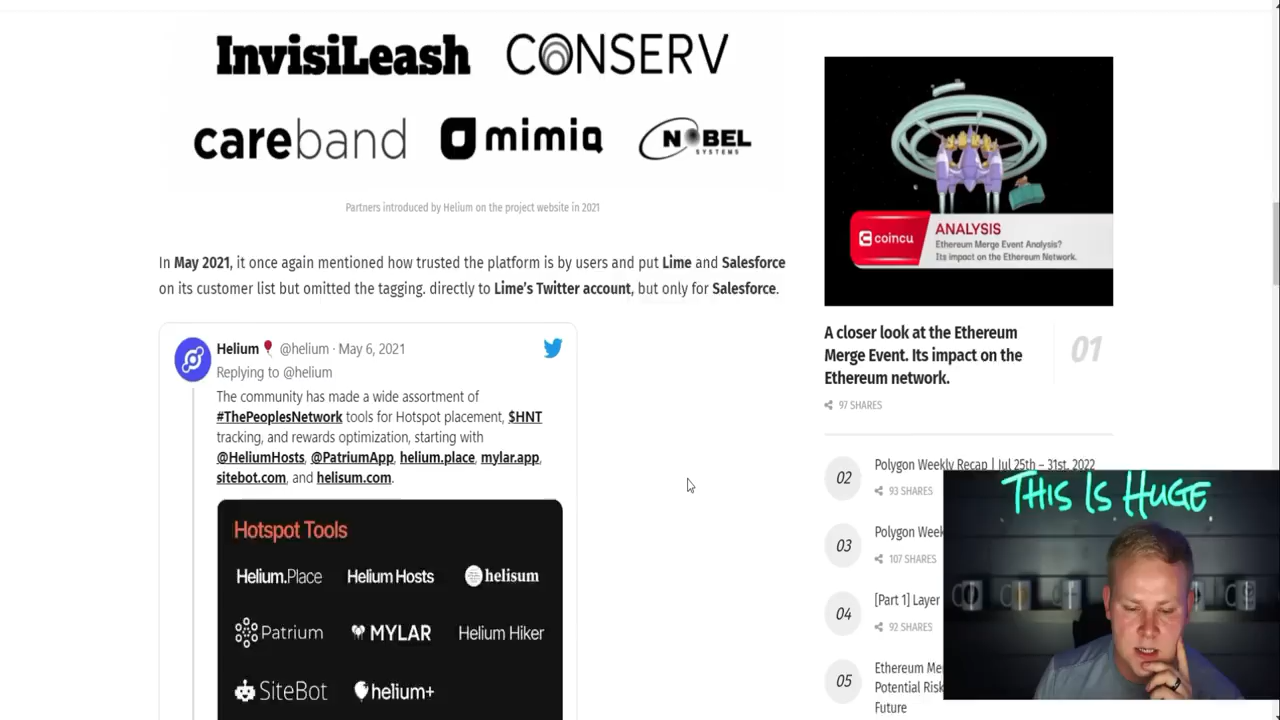 InvisiLeash CONSERV
careband mimiq NOBEL SYSTEMS
Partners introduced by Helium on the project website in 2021
In May 2021, it once again mentioned how trusted the platform is by users and put Lime and Salesforce
on its customer list but omitted the tagging. directly to Lime's Twitter account, but only for Salesforce.
Helium @helium · May 6, 2021
Replying to @helium
The community has made a wide assortment of
#ThePeoplesNetwork tools for Hotspot placement, $HNT
tracking, and rewards optimization, starting with
@HeliumHosts, @PatriumApp, helium.place, mylar.app,
sitebot.com, and helisum.com.
Hotspot Tools
Helium.Place Helium Hosts helisum
Patrium MYLAR Helium Hiker
SiteBot helium+
coincu
ANALYSIS
Ethereum Merge Event Analysis?
Its impact on the Ethereum Network.
A closer look at the Ethereum
Merge Event. Its impact on the
Ethereum network.
01
97 SHARES
02
Polygon Weekly Recap | Jul 25th – 31st, 2022
93 SHARES
03
Polygon Week
107 SHARES
04
[Part 1] Layer
92 SHARES
05
Ethereum Me
Potential Risk
Future
THIS IS HUGE